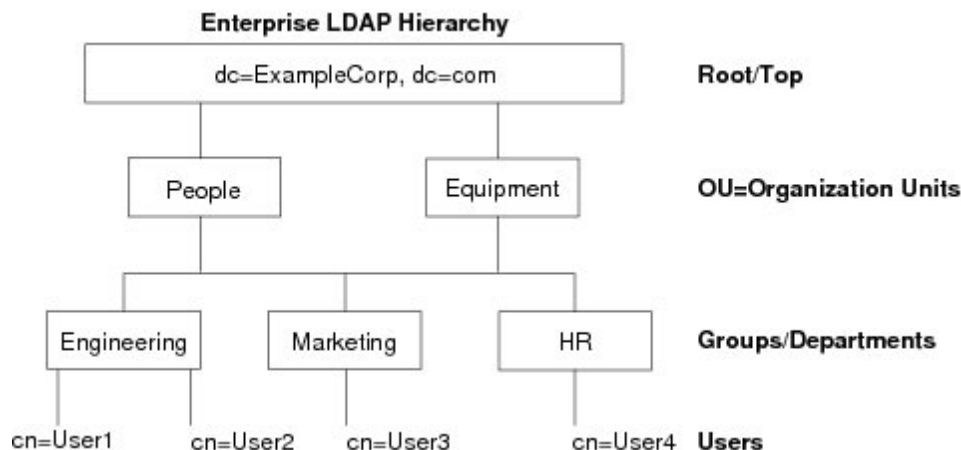 Enterprise LDAP Hierarchy
dc=ExampleCorp, dc=com
Root/Top
People
Equipment
OU=Organization Units
Engineering
Marketing
HR
Groups/Departments
cn=User1
cn=User2
cn=User3
cn=User4
Users